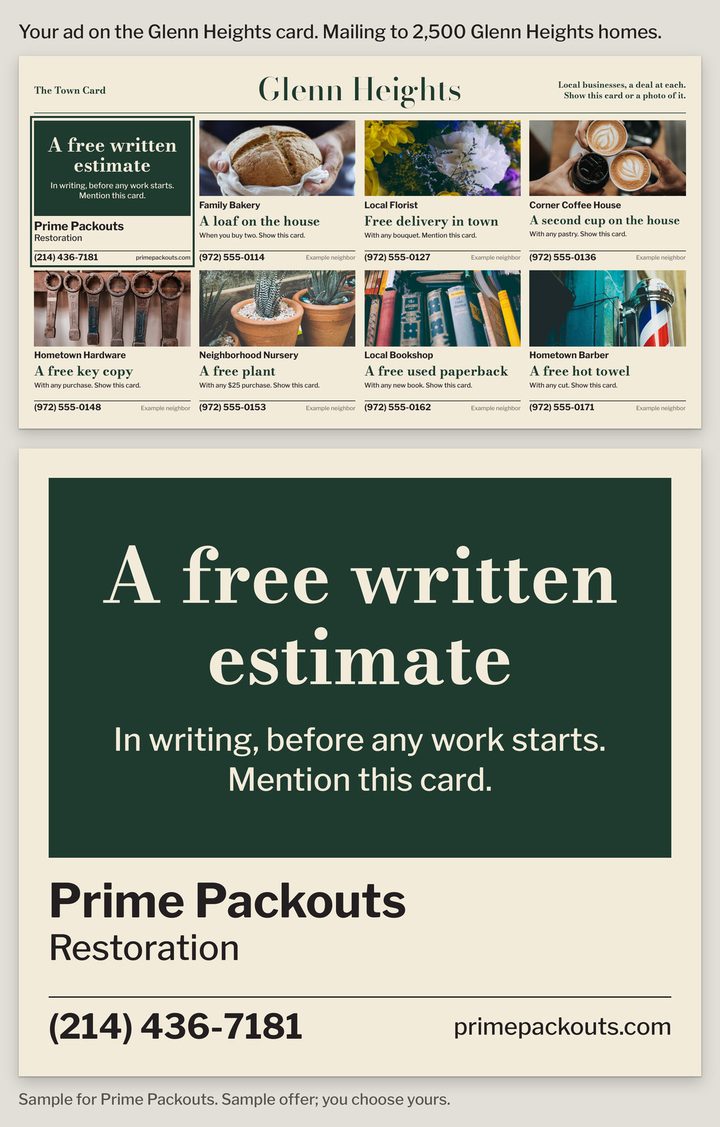 Your ad on the Glenn Heights card. Mailing to 2,500 Glenn Heights homes.
The Town Card
Glenn Heights
Local businesses, a deal at each.
Show this card or a photo of it.
A free written
estimate
In writing, before any work starts.
Mention this card.
Prime Packouts
Restoration
(214) 436-7181
primepackouts.com
Family Bakery
A loaf on the house
When you buy two. Show this card.
(972) 555-0114
Example neighbor
Local Florist
Free delivery in town
With any bouquet. Mention this card.
(972) 555-0127
Example neighbor
Corner Coffee House
A second cup on the house
With any pastry. Show this card.
(972) 555-0136
Example neighbor
Hometown Hardware
A free key copy
With any purchase. Show this card.
(972) 555-0148
Example neighbor
Neighborhood Nursery
A free plant
With any $25 purchase. Show this card.
(972) 555-0153
Example neighbor
Local Bookshop
A free used paperback
With any new book. Show this card.
(972) 555-0162
Example neighbor
Hometown Barber
A free hot towel
With any cut. Show this card.
(972) 555-0171
Example neighbor
A free written
estimate
In writing, before any work starts.
Mention this card.
Prime Packouts
Restoration
(214) 436-7181
primepackouts.com
Sample for Prime Packouts. Sample offer; you choose yours.